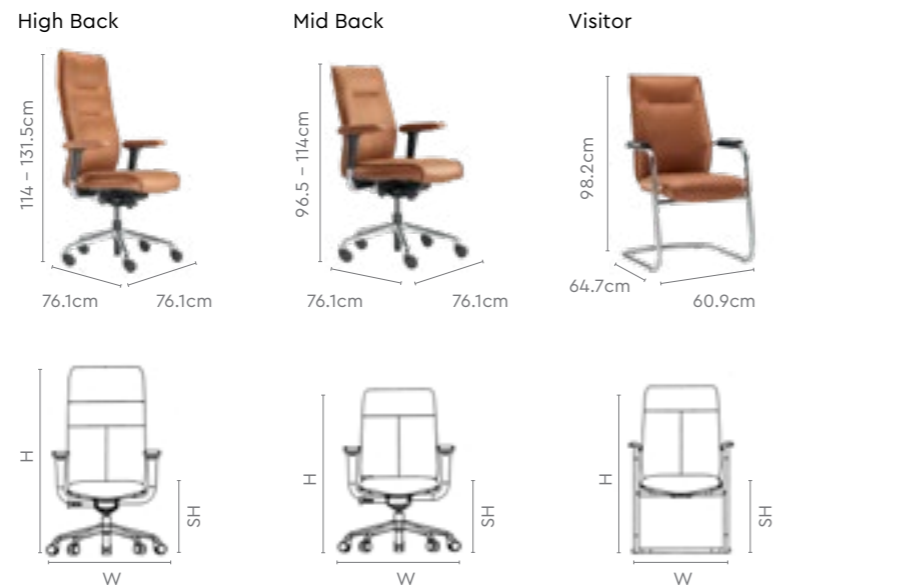 High Back
Mid Back
Visitor
114 – 131.5cm
96.5 – 114cm
98.2cm
76.1cm
76.1cm
76.1cm
76.1cm
64.7cm
60.9cm
H
SH
W
H
SH
W
H
SH
W